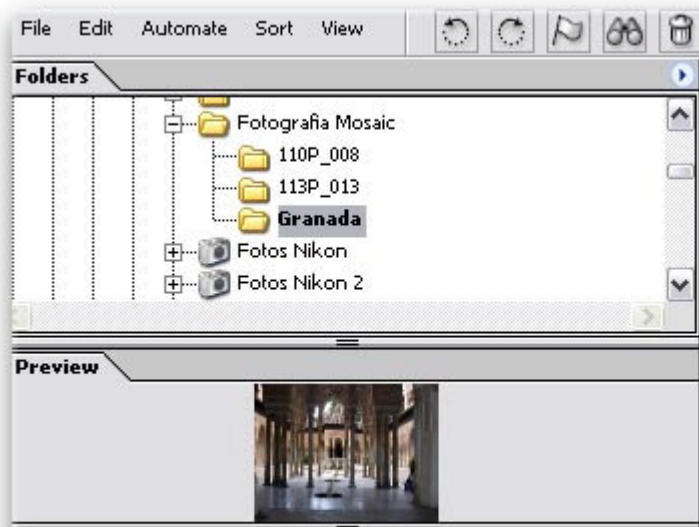 File Edit Automate Sort View
Folders
Fotografia Mosaic
110P_008
113P_013
Granada
Fotos Nikon
Fotos Nikon 2
Preview